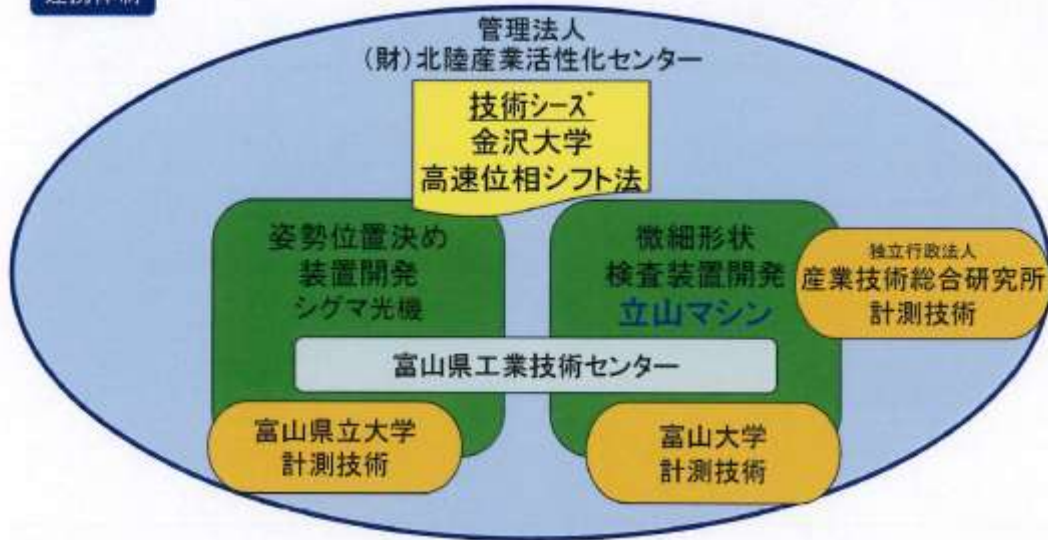 管理法人
(財)北陸産業活性化センター
技術シーズ
金沢大学
高速位相シフト法
姿勢位置決め
装置開発
シグマ光機
微細形状
検査装置開発
立山マシン
独立行政法人
産業技術総合研究所
計測技術
富山県工業技術センター
富山県立大学
計測技術
富山大学
計測技術